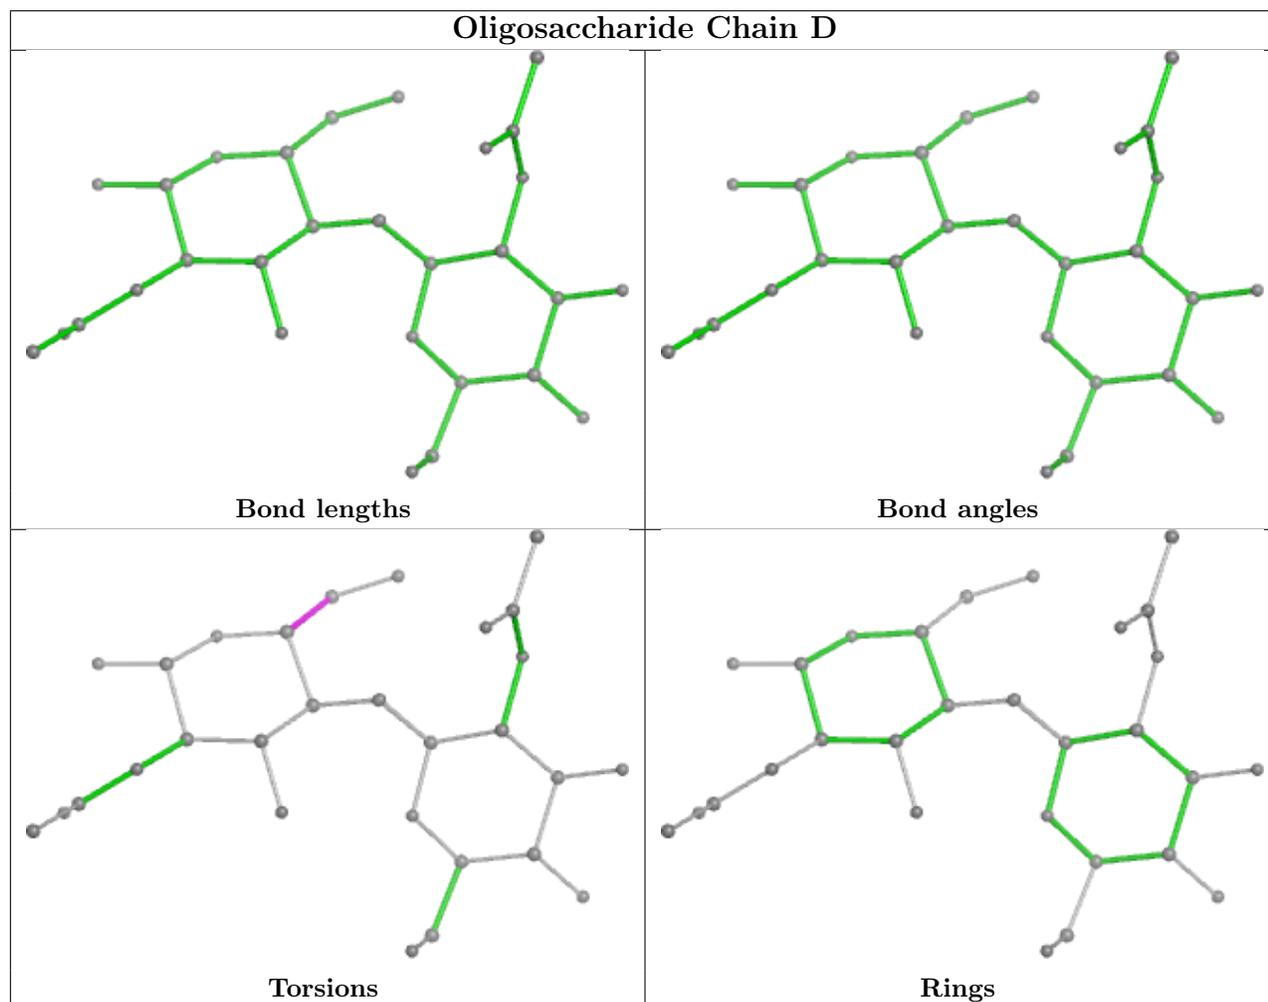 Oligosaccharide Chain D
Bond lengths
Bond angles
Torsions
Rings